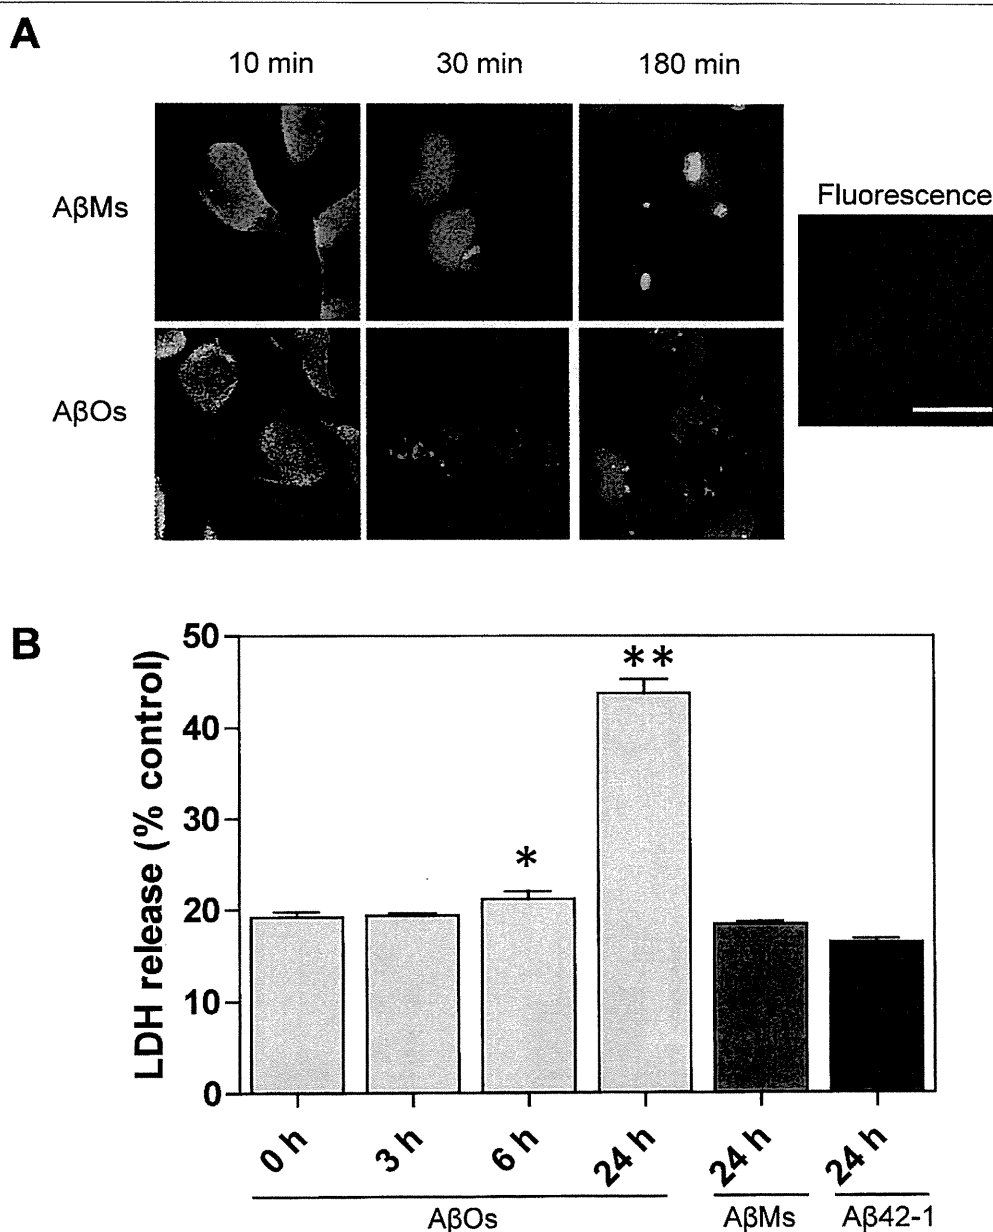 A
10 min 30 min 180 min
AβMs
Fluorescence
AβOs
B
LDH release (% control)
50
40
30
20
10
0
**
*
0 h 3 h 6 h 24 h 24 h 24 h
AβOs AβMs Aβ42-1